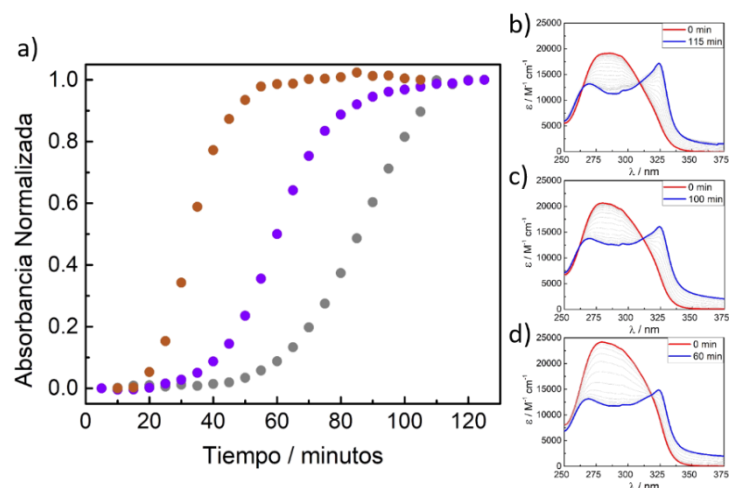 a)
Absorbancia Normalizada
1.0
0.8
0.6
0.4
0.2
0.0
0 20 40 60 80 100 120
Tiempo / minutos
b)
0 min
115 min
ε / M⁻¹ cm⁻¹
25000
20000
15000
10000
5000
0
250 275 300 325 350 375
λ / nm
c)
0 min
100 min
ε / M⁻¹ cm⁻¹
25000
20000
15000
10000
5000
0
250 275 300 325 350 375
λ / nm
d)
0 min
60 min
ε / M⁻¹ cm⁻¹
25000
20000
15000
10000
5000
0
250 275 300 325 350 375
λ / nm